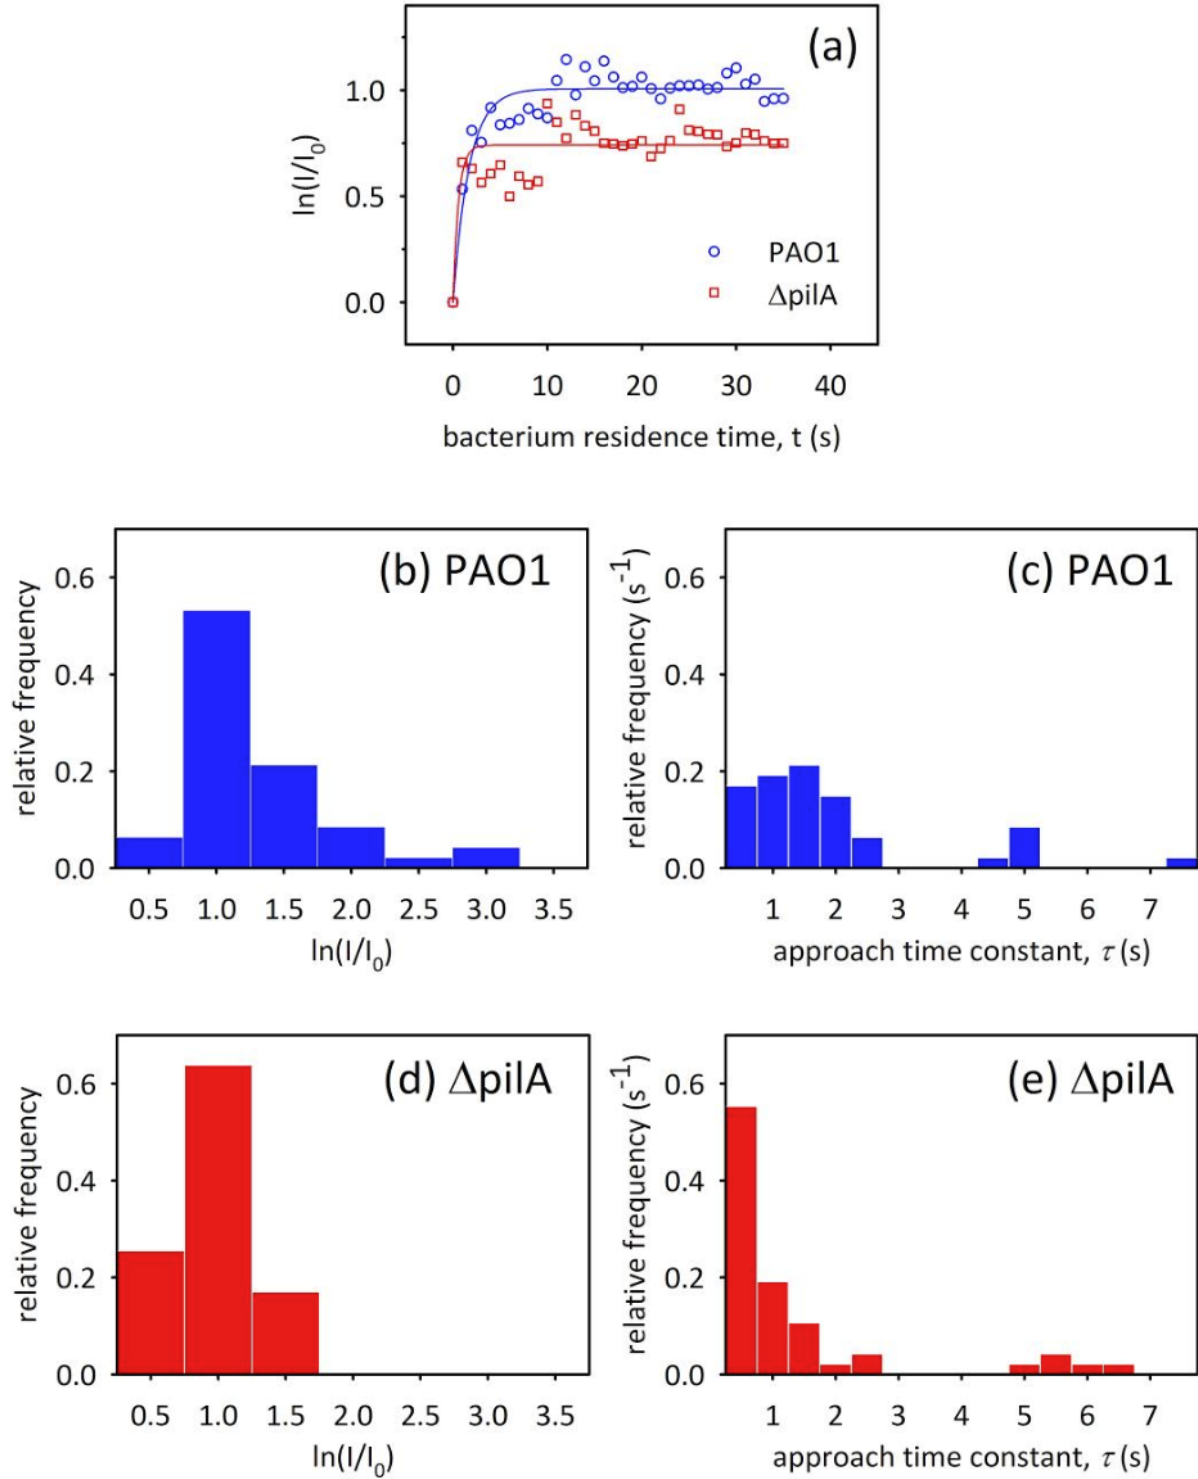 (a)
ln(I/I0)
1.0
0.5
0.0
PAO1
ΔpilA
0 10 20 30 40
bacterium residence time, t (s)
(b) PAO1
relative frequency
0.6
0.4
0.2
0.0
0.5 1.0 1.5 2.0 2.5 3.0 3.5
ln(I/I0)
(c) PAO1
relative frequency (s-1)
0.6
0.4
0.2
0.0
1 2 3 4 5 6 7
approach time constant, τ (s)
(d) ΔpilA
relative frequency
0.6
0.4
0.2
0.0
0.5 1.0 1.5 2.0 2.5 3.0 3.5
ln(I/I0)
(e) ΔpilA
relative frequency (s-1)
0.6
0.4
0.2
0.0
1 2 3 4 5 6 7
approach time constant, τ (s)